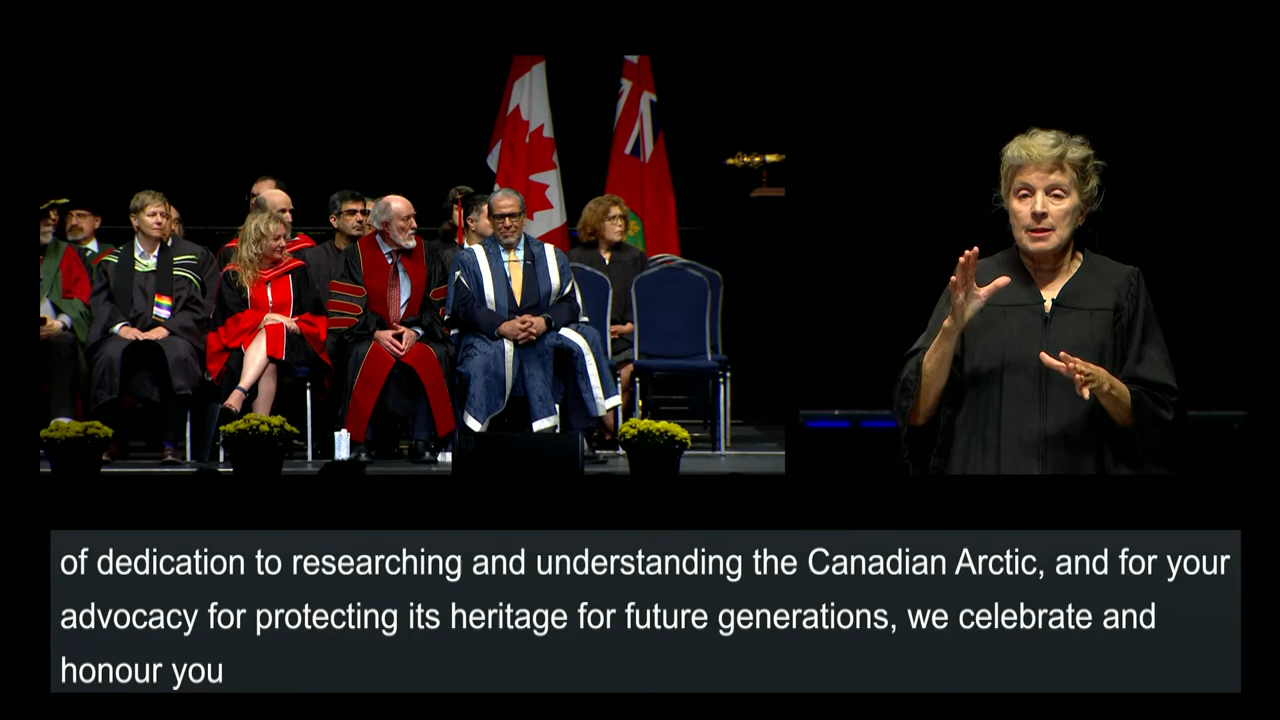 of dedication to researching and understanding the Canadian Arctic, and for your
advocacy for protecting its heritage for future generations, we celebrate and
honour you